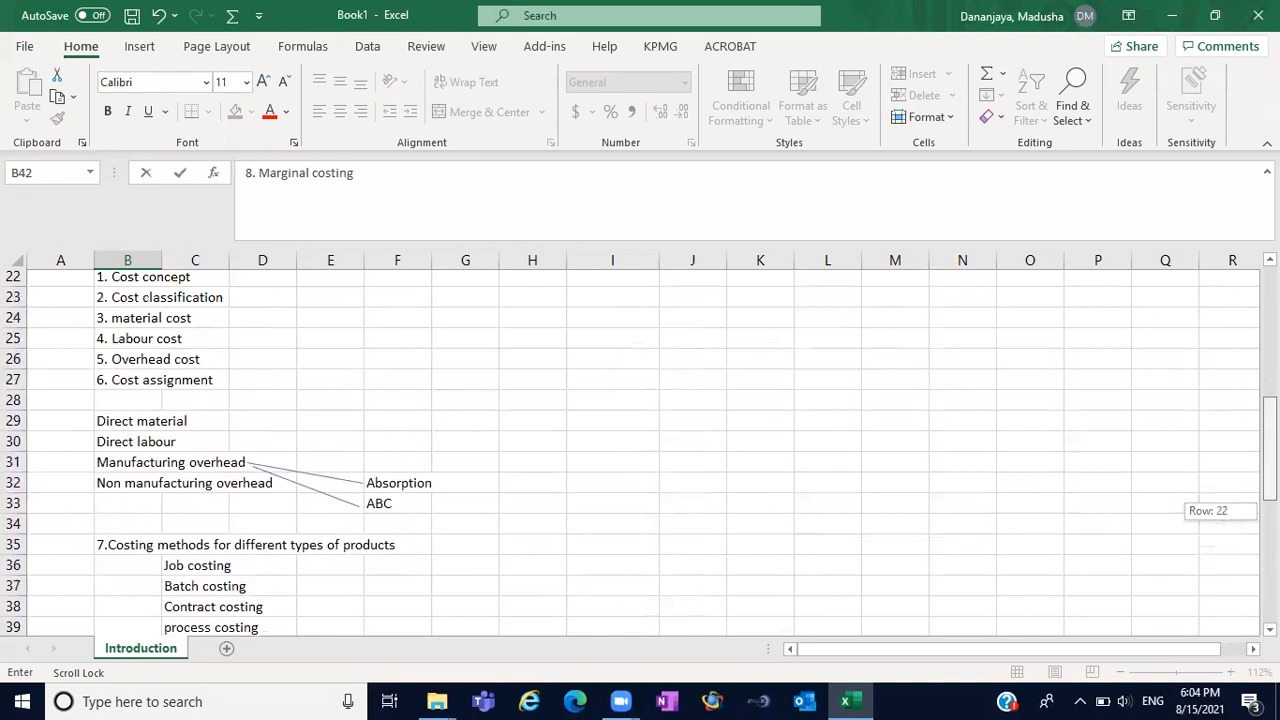 AutoSave Off Book1 - Excel Search Dananjaya, Madusha DM
File Home Insert Page Layout Formulas Data Review View Add-ins Help KPMG ACROBAT Share Comments
Paste Calibri 11 A A Wrap Text General Conditional Formatting Format as Table Cell Styles Insert Delete Format Sort & Filter Find & Select Ideas Sensitivity
B I U A Merge & Center $ % ,
Clipboard Font Alignment Number Styles Cells Editing Ideas Sensitivity
B42 fx 8. Marginal costing
A B C D E F G H I J K L M N O P Q R
22 1. Cost concept
23 2. Cost classification
24 3. material cost
25 4. Labour cost
26 5. Overhead cost
27 6. Cost assignment
28
29 Direct material
30 Direct labour
31 Manufacturing overhead
32 Non manufacturing overhead Absorption
33 ABC
Row: 22
34
35 7.Costing methods for different types of products
36 Job costing
37 Batch costing
38 Contract costing
39 process costing
Introduction
Enter Scroll Lock 112%
Type here to search ENG 6:04 PM
8/15/2021 3